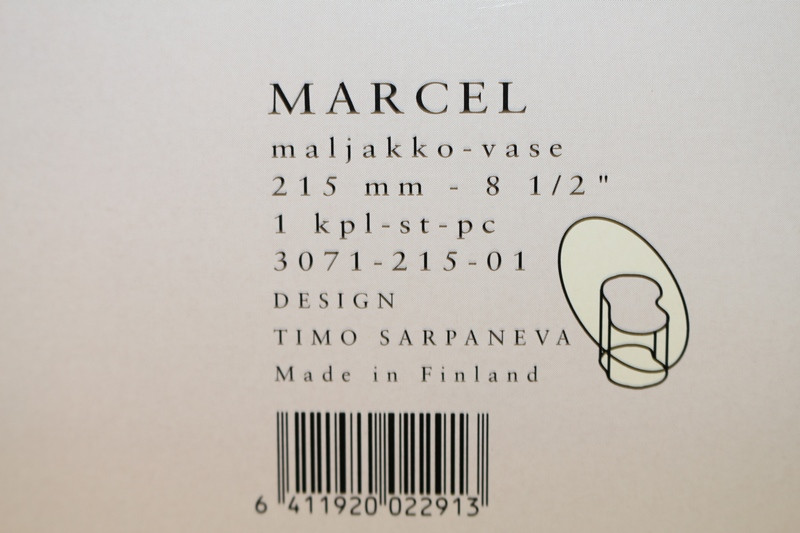 MARCEL
maljakko-vase
215 mm - 8 1/2"
1 kpl-st-pc
3071-215-01
DESIGN
TIMO SARPANEVA
Made in Finland
6 411920 022913